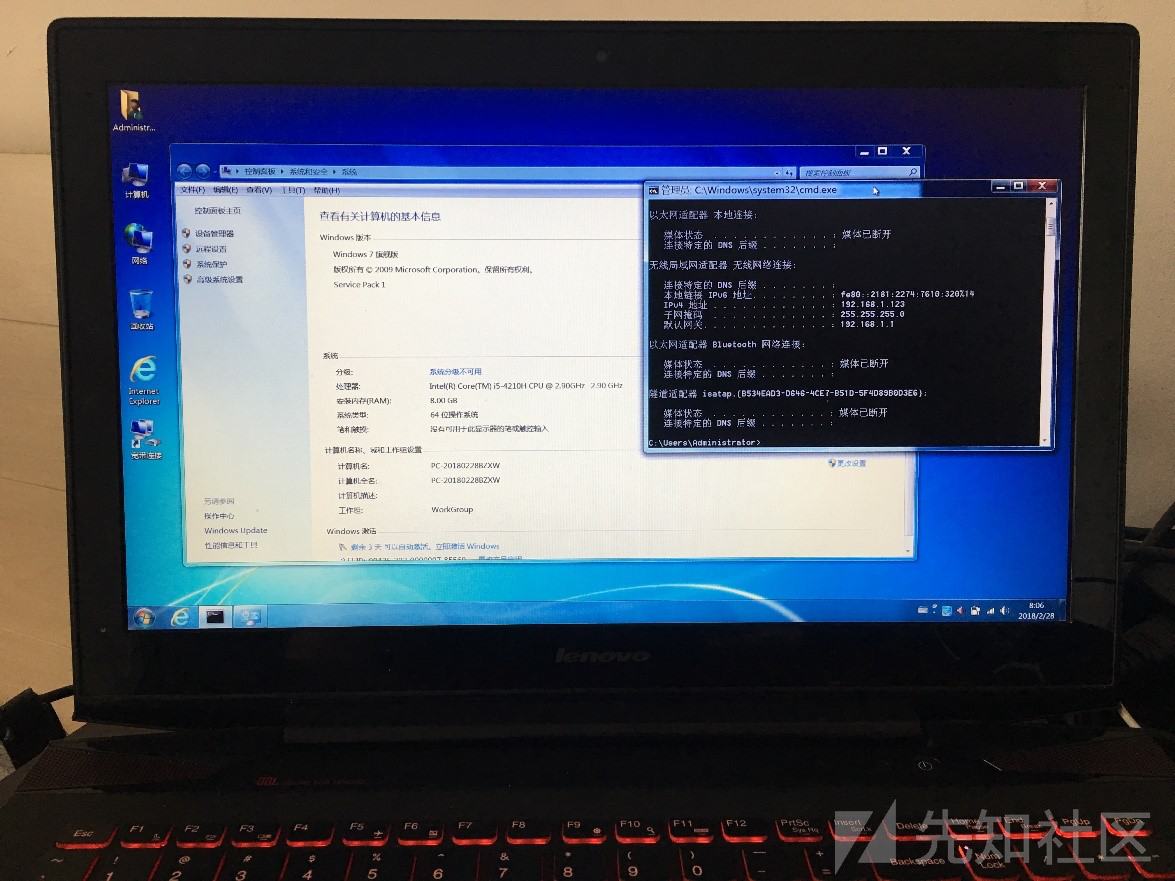 Administr...
计算机
网络
回收站
Internet
Explorer
宽带连接
控制面板 ▸ 系统和安全 ▸ 系统
搜索控制面板
文件(F) 编辑(E) 查看(V) 工具(T) 帮助(H)
控制面板主页
设备管理器
远程设置
系统保护
高级系统设置
另请参阅
操作中心
Windows Update
性能信息和工具
查看有关计算机的基本信息
Windows 版本
Windows 7 旗舰版
版权所有 © 2009 Microsoft Corporation。保留所有权利。
Service Pack 1
系统
分级: 系统分级不可用
处理器: Intel(R) Core(TM) i5-4210H CPU @ 2.90GHz 2.90 GHz
安装内存(RAM): 8.00 GB
系统类型: 64 位操作系统
笔和触摸: 没有可用于此显示器的笔或触控输入
计算机名称、域和工作组设置
计算机名: PC-20180228BZXW
更改设置
计算机全名: PC-20180228BZXW
计算机描述:
工作组: WorkGroup
Windows 激活
剩余 3 天 可以自动激活。立即激活 Windows
管理员: C:\Windows\system32\cmd.exe
以太网适配器 本地连接:
媒体状态 . . . . . . . . . . . . : 媒体已断开
连接特定的 DNS 后缀 . . . . . . . :
无线局域网适配器 无线网络连接:
连接特定的 DNS 后缀 . . . . . . . :
本地链接 IPv6 地址. . . . . . . . : fe80::2181:2274:7610:320%14
IPv4 地址 . . . . . . . . . . . . : 192.168.1.123
子网掩码 . . . . . . . . . . . . : 255.255.255.0
默认网关. . . . . . . . . . . . . : 192.168.1.1
以太网适配器 Bluetooth 网络连接:
媒体状态 . . . . . . . . . . . . : 媒体已断开
连接特定的 DNS 后缀 . . . . . . . :
隧道适配器 isatap.{B534EAD3-D646-4CE7-B51D-5F4D89B0D3E6}:
媒体状态 . . . . . . . . . . . . : 媒体已断开
连接特定的 DNS 后缀 . . . . . . . :
C:\Users\Administrator>
8:06
2018/2/28
lenovo
JBL
Esc F1 F2 F3 F4 F5 F6 F7 F8 F9 F10 F11 F12 PrtSc SysRq Insert ScrLk Delete Home End PgUp PgDn
~ ! @ # $ % ^ & * ( ) — + Backspace Num Lock / * -
1 2 3 4 5 6 7 8 9 0 =
先知社区